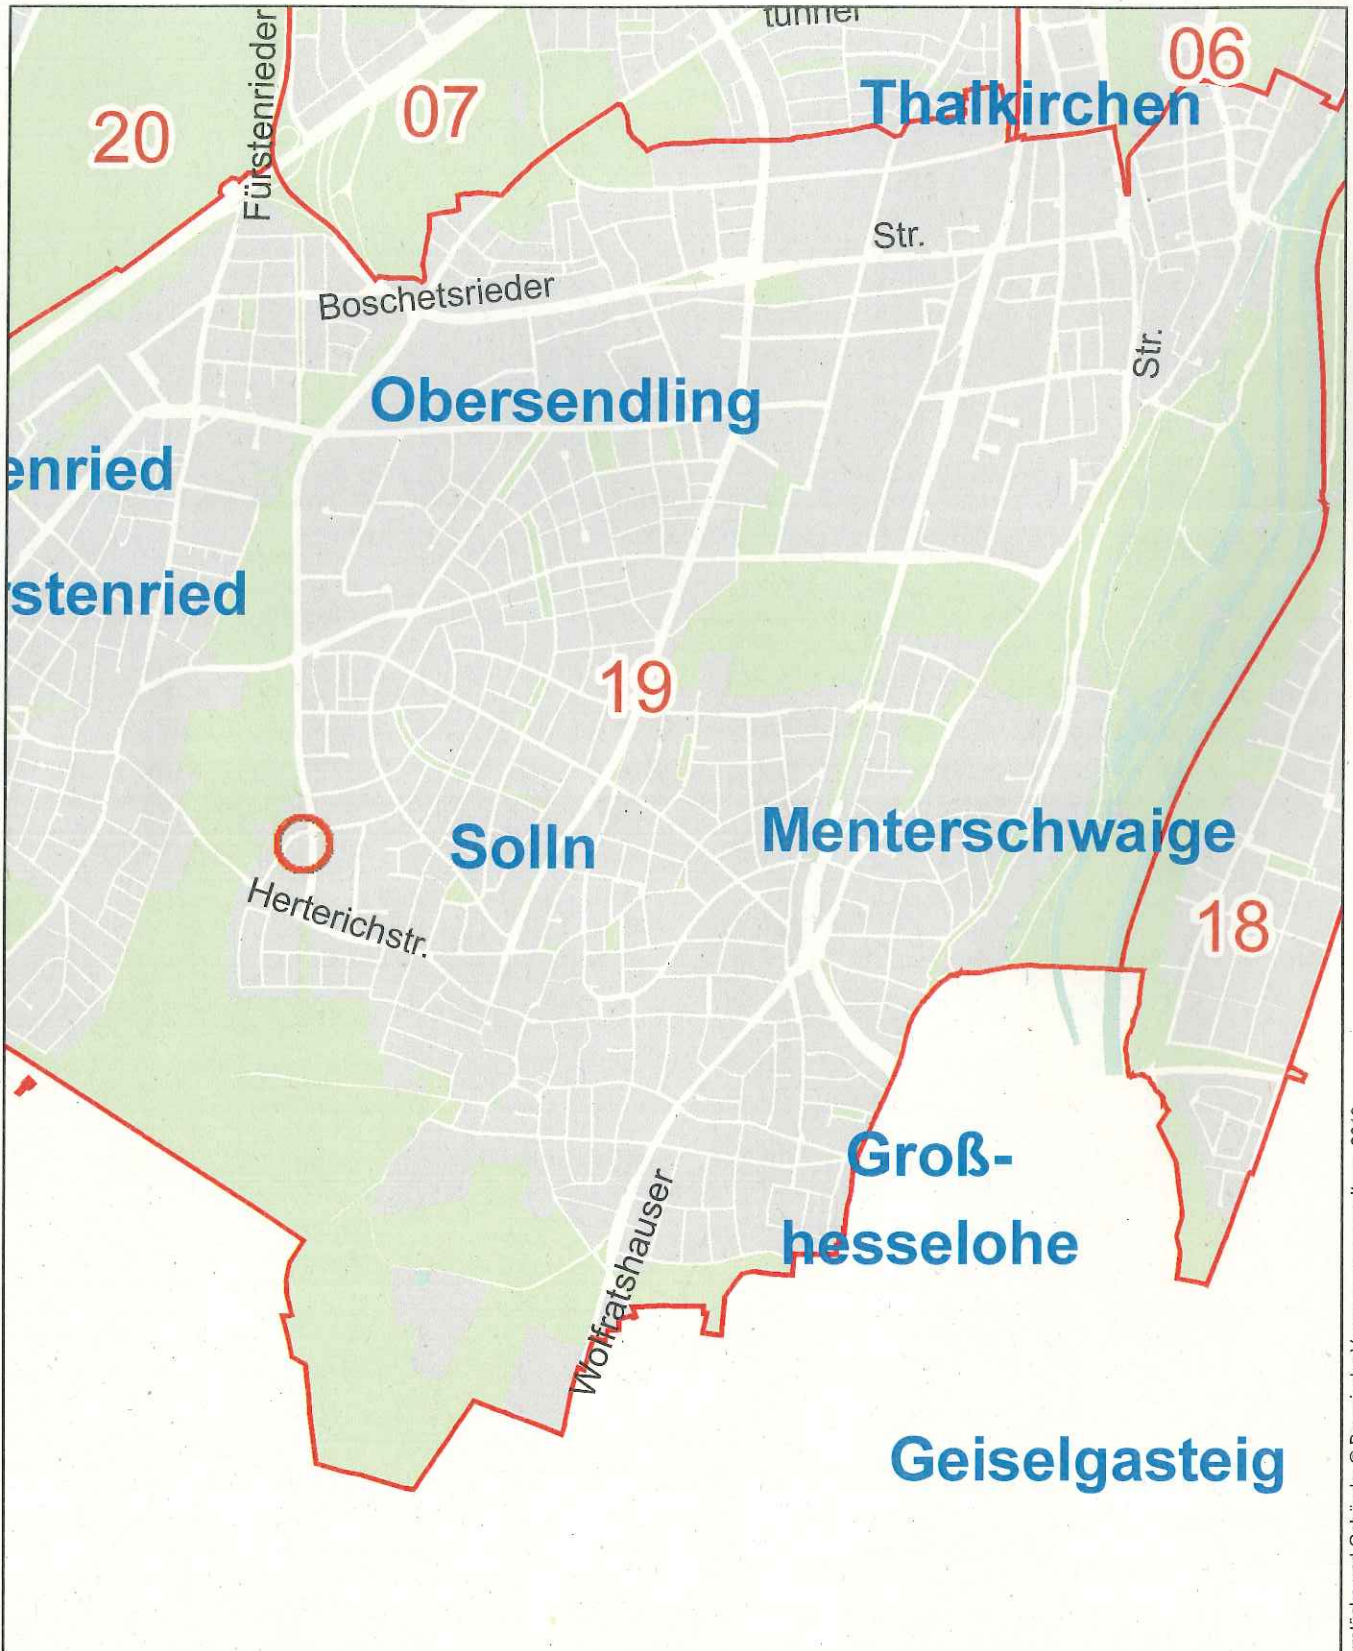 tunnel
06
Fürstenrieder
07
Thalkirchen
20
Str.
Boschetsrieder
Str.
Obersendling
enried
stenried
19
Solln
Menterschwaige
Herterichstr.
18
Groß-
hesselohe
Wolfratshauser
Geiselgasteig